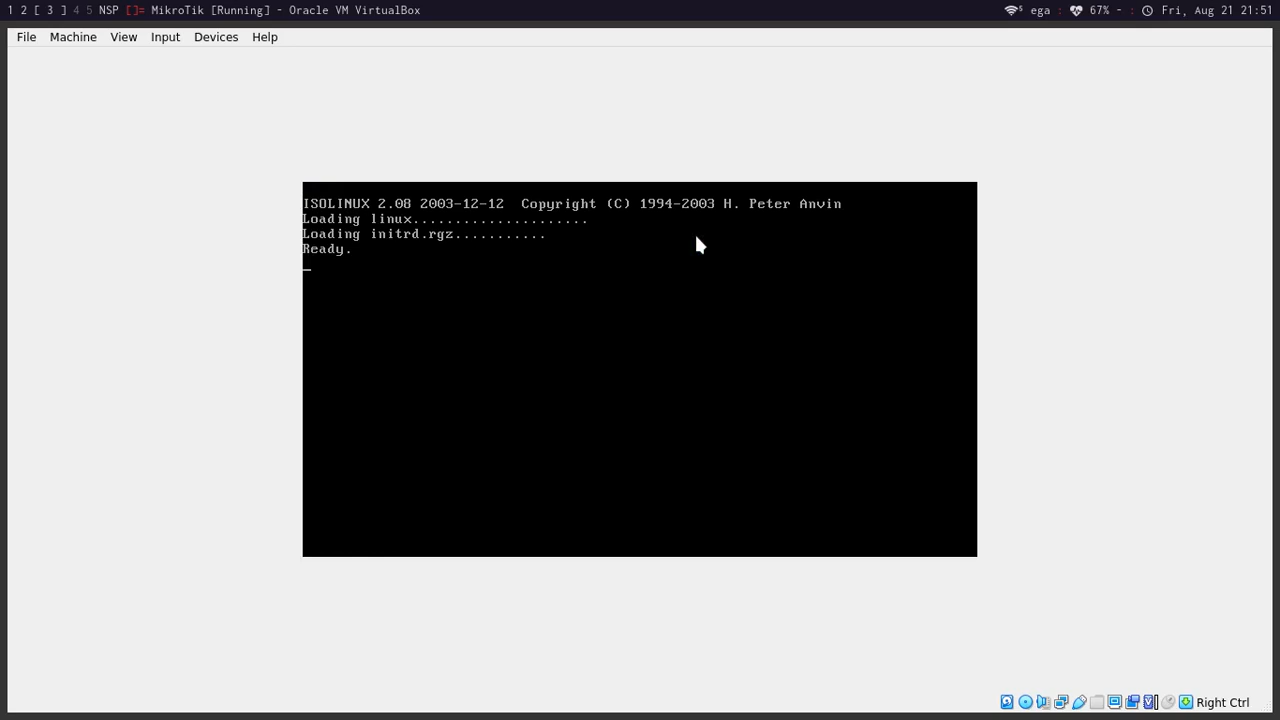 1 2 [ 3 ] 4 5 NSP []= MikroTik [Running] - Oracle VM VirtualBox
ega : 67% - : Fri, Aug 21 21:51
File Machine View Input Devices Help
ISOLINUX 2.08 2003-12-12 Copyright (C) 1994-2003 H. Peter Anvin
Loading linux.....................
Loading initrd.rgz...........
Ready.
_
Right Ctrl